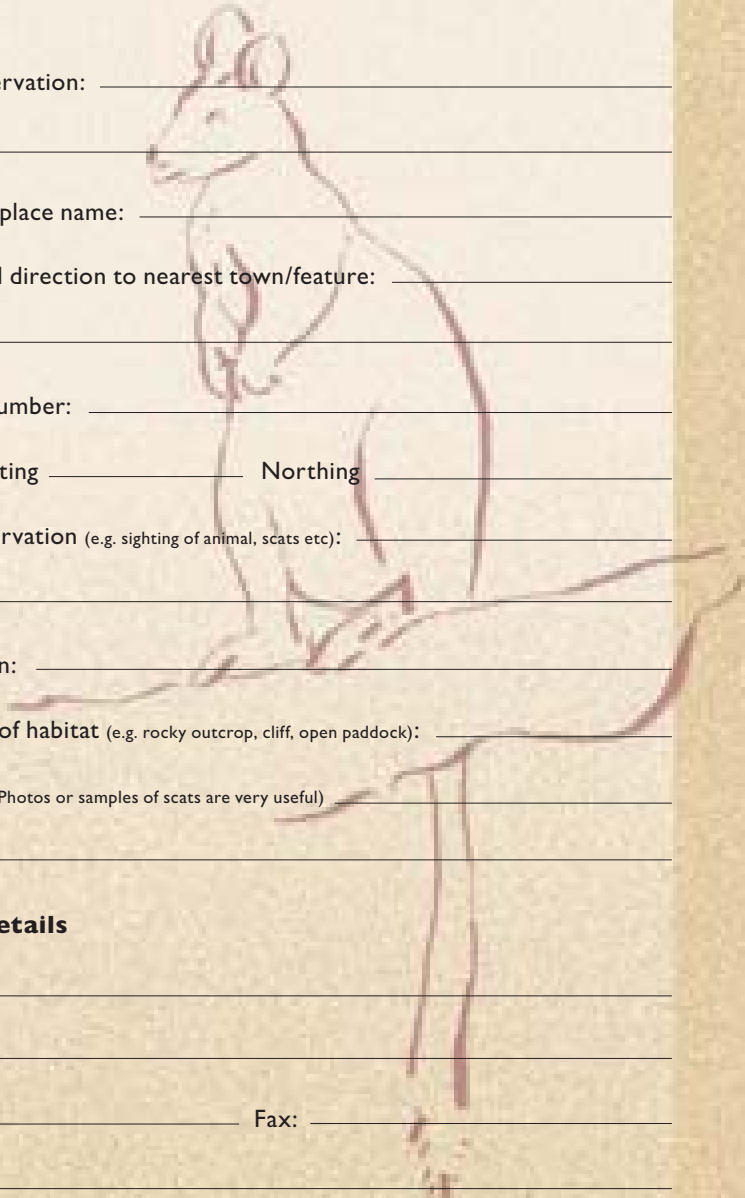 ervation:
place name:
direction to nearest town/feature:
umber:
ting Northing
rvation (e.g. sighting of animal, scats etc):
n:
of habitat (e.g. rocky outcrop, cliff, open paddock):
Photos or samples of scats are very useful)
etails
Fax: